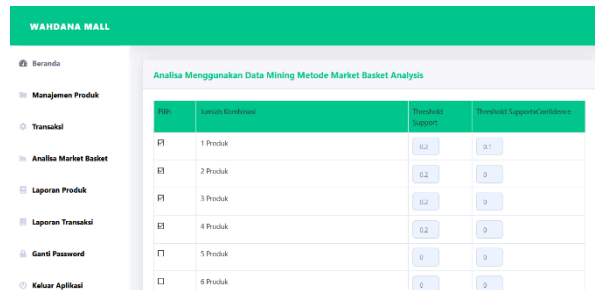 WAHDANA MALL
Beranda
Manajemen Produk
Transaksi
Analisa Market Basket
Laporan Produk
Laporan Transaksi
Ganti Password
Keluar Aplikasi
Analisa Menggunakan Data Mining Metode Market Basket Analysis
Pilih Jumlah Kombinasi Threshold Support Threshold SupportxConfidence
1 Produk 0.2 0.1
2 Produk 0.2 0
3 Produk 0.2 0
4 Produk 0.2 0
5 Produk 0 0
6 Produk 0 0